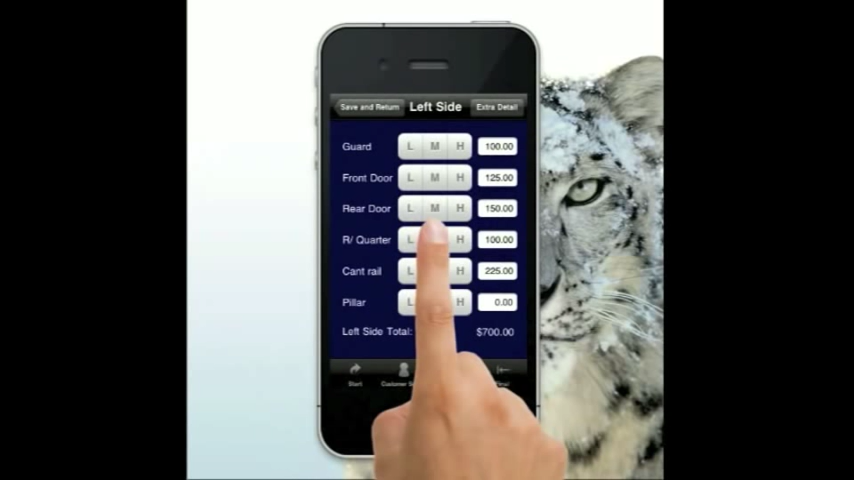 Save and Return Left Side Extra Detail
Guard L M H 100.00
Front Door L M H 125.00
Rear Door L M H 150.00
R/ Quarter L H 100.00
Cant rail L H 225.00
Pillar L H 0.00
Left Side Total: $700.00
Start Customer